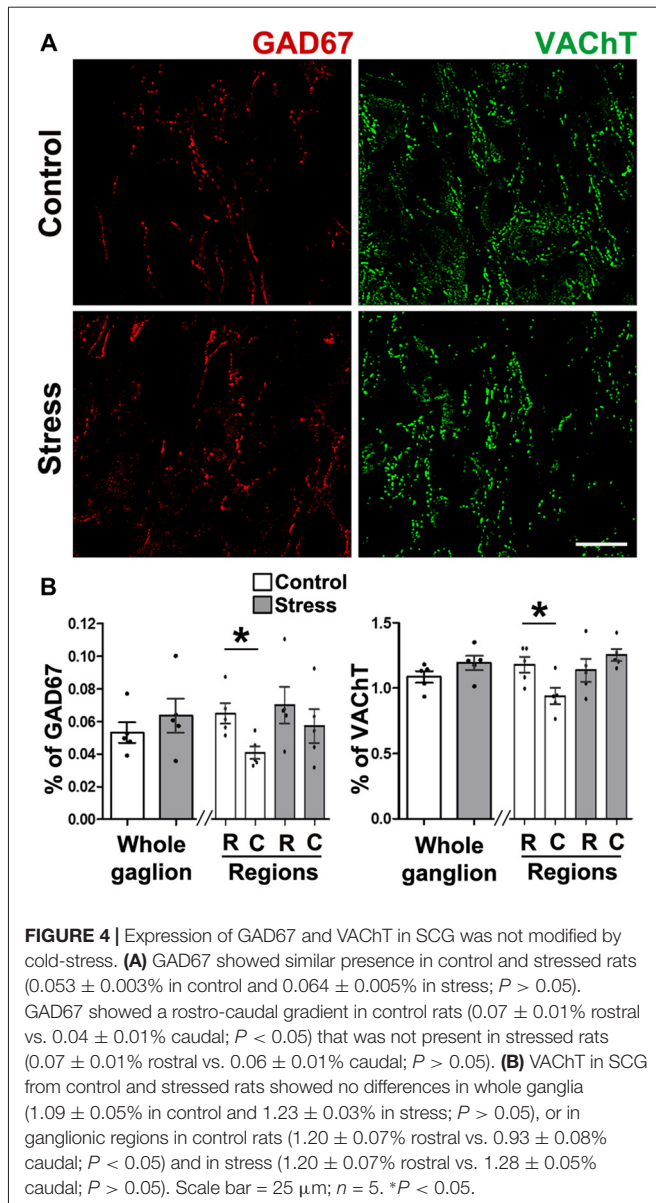 A GAD67 VAChT
Control
Stress
B
Control
Stress
% of GAD67
0.12
0.10
0.08
0.06
0.04
0.02
0.00
*
Whole
gaglion
R C R C
Regions
% of VAChT
1.5
1.0
0.5
1.5
0.0
*
Whole
ganglion
R C R C
Regions
FIGURE 4 | Expression of GAD67 and VAChT in SCG was not modified by
cold-stress. (A) GAD67 showed similar presence in control and stressed rats
(0.053 ± 0.003% in control and 0.064 ± 0.005% in stress; P > 0.05).
GAD67 showed a rostro-caudal gradient in control rats (0.07 ± 0.01% rostral
vs. 0.04 ± 0.01% caudal; P < 0.05) that was not present in stressed rats
(0.07 ± 0.01% rostral vs. 0.06 ± 0.01% caudal; P > 0.05). (B) VAChT in SCG
from control and stressed rats showed no differences in whole ganglia
(1.09 ± 0.05% in control and 1.23 ± 0.03% in stress; P > 0.05), or in
ganglionic regions in control rats (1.20 ± 0.07% rostral vs. 0.93 ± 0.08%
caudal; P < 0.05) and in stress (1.20 ± 0.07% rostral vs. 1.28 ± 0.05%
caudal; P > 0.05). Scale bar = 25 μm; n = 5. *P < 0.05.